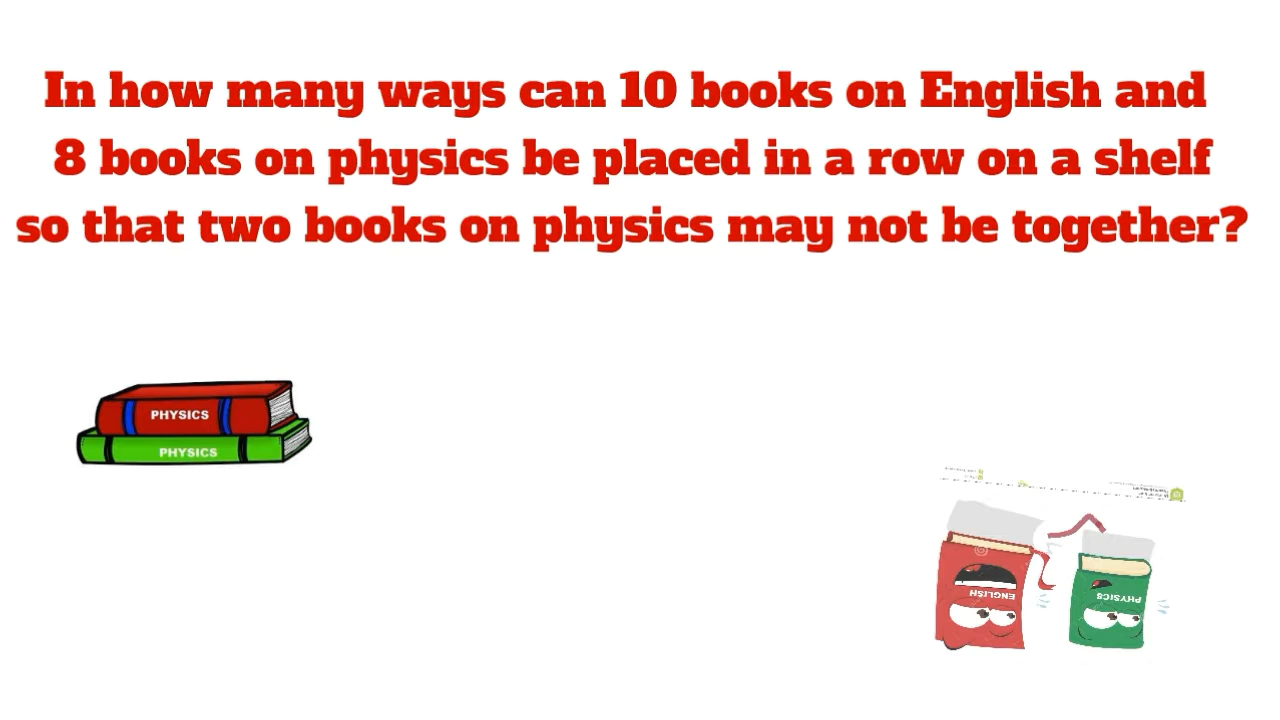 In how many ways can 10 books on English and
8 books on physics be placed in a row on a shelf
so that two books on physics may not be together?
PHYSICS
PHYSICS
ENGLISH
PHYSICS